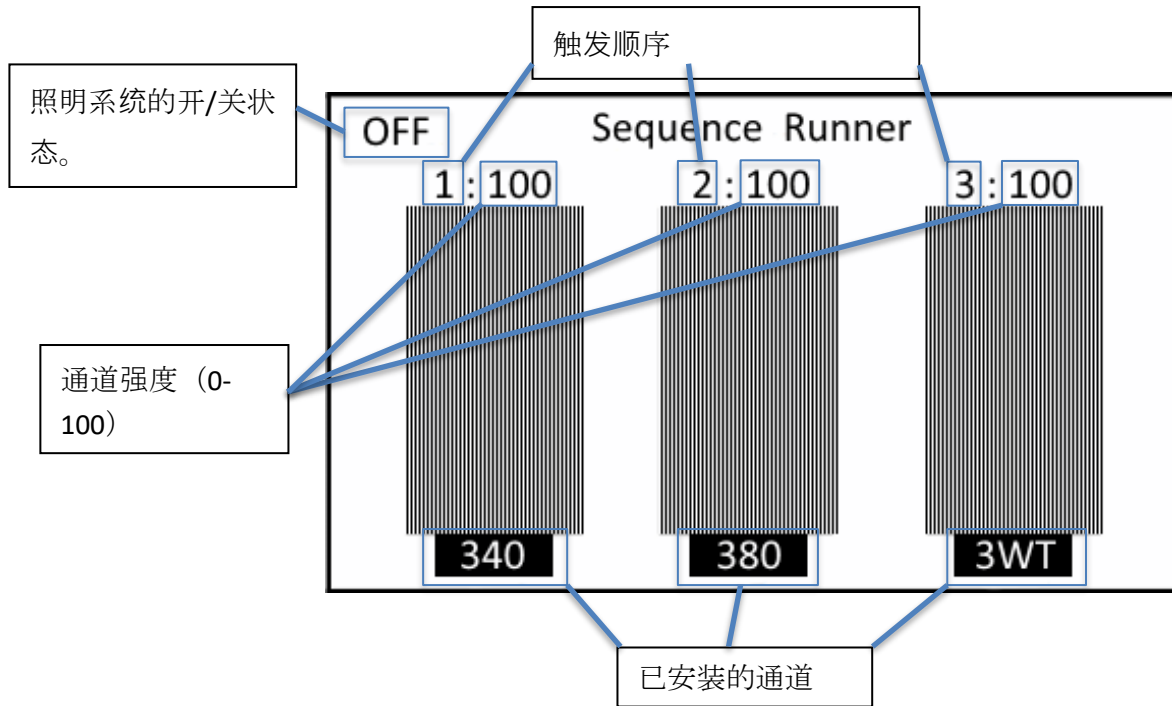 触发顺序
照明系统的开/关状
态。
OFF
Sequence Runner
1 : 100
2 : 100
3 : 100
通道强度（0-
100）
340
380
3WT
已安装的通道